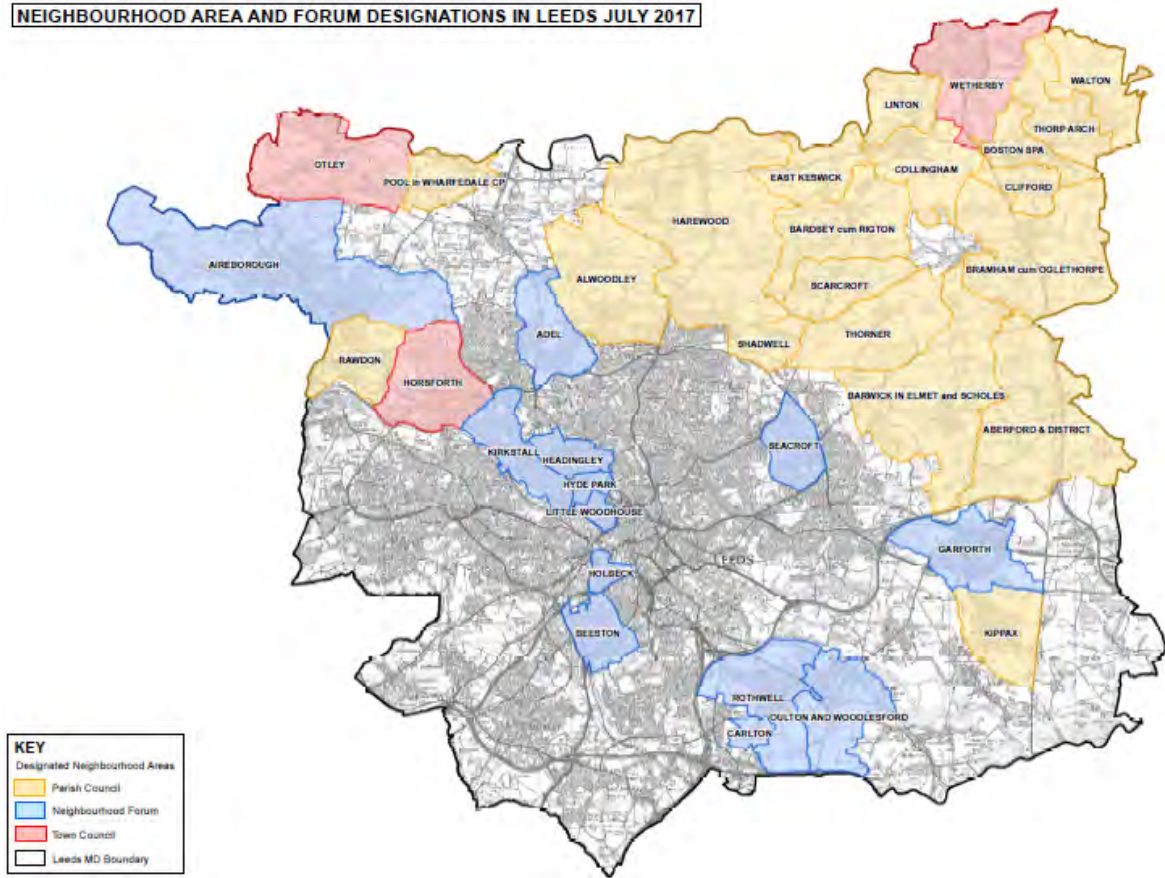 NEIGHBOURHOOD AREA AND FORUM DESIGNATIONS IN LEEDS JULY 2017
WETHERBY
WALTON
LINTON
THORP ARCH
BOSTON SPA
OTLEY
COLLINGHAM
POOL in WHARFEDALE CP
EAST KESWICK
CLIFFORD
HAREWOOD
BARDSEY cum RIGTON
AIREBOROUGH
BRAMHAM cum OGLETHORPE
ALWOODLEY
SCARCROFT
ADEL
THORNER
SHADWELL
RAWDON
HORSFORTH
BARWICK IN ELMET and SCHOLES
ABERFORD & DISTRICT
SEACROFT
KIRKSTALL
HEADINGLEY
HYDE PARK
LITTLE WOODHOUSE
GARFORTH
LEEDS
HOLBECK
BEESTON
KIPPAX
ROTHWELL
OULTON AND WOODLESFORD
CARLTON
KEY
Designated Neighbourhood Areas
Parish Council
Neighbourhood Forum
Town Council
Leeds MD Boundary